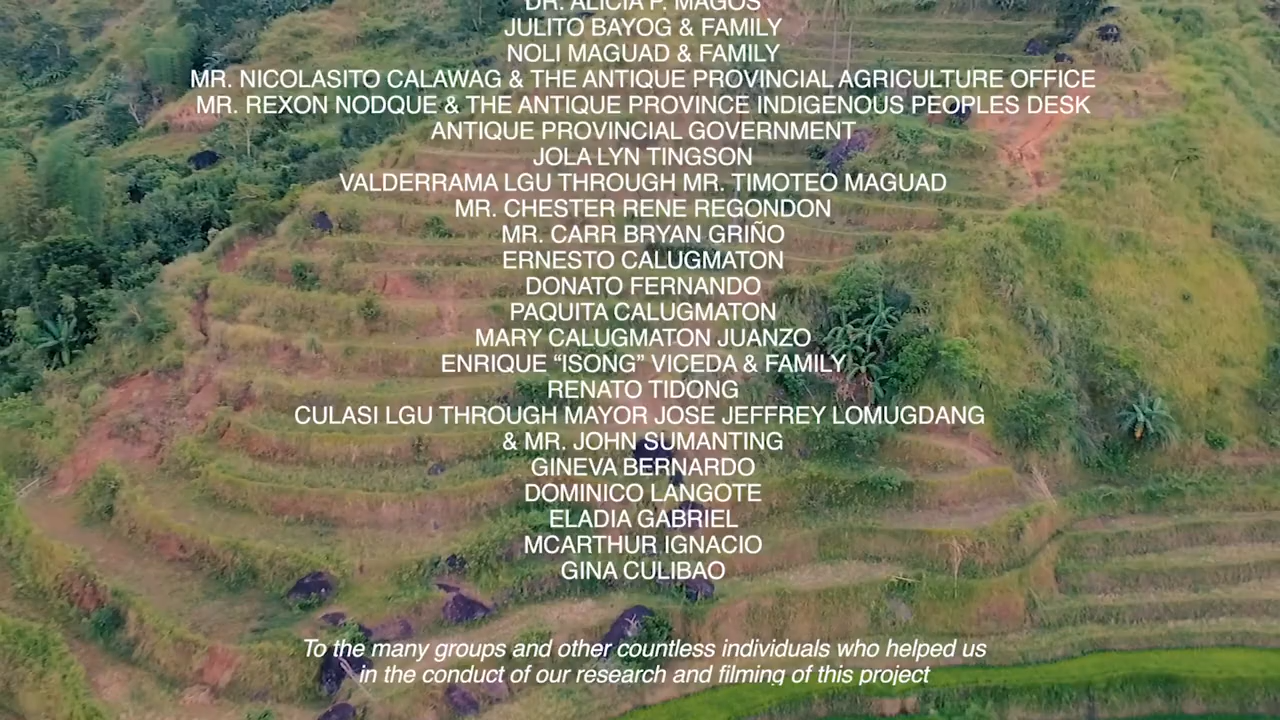 DR. ALICIA P. MAGOS
JULITO BAYOG & FAMILY
NOLI MAGUAD & FAMILY
MR. NICOLASITO CALAWAG & THE ANTIQUE PROVINCIAL AGRICULTURE OFFICE
MR. REXON NODQUE & THE ANTIQUE PROVINCE INDIGENOUS PEOPLES DESK
ANTIQUE PROVINCIAL GOVERNMENT
JOLA LYN TINGSON
VALDERRAMA LGU THROUGH MR. TIMOTEO MAGUAD
MR. CHESTER RENE REGONDON
MR. CARR BRYAN GRIÑO
ERNESTO CALUGMATON
DONATO FERNANDO
PAQUITA CALUGMATON
MARY CALUGMATON JUANZO
ENRIQUE “ISONG” VICEDA & FAMILY
RENATO TIDONG
CULASI LGU THROUGH MAYOR JOSE JEFFREY LOMUGDANG
& MR. JOHN SUMANTING
GINEVA BERNARDO
DOMINICO LANGOTE
ELADIA GABRIEL
MCARTHUR IGNACIO
GINA CULIBAO
To the many groups and other countless individuals who helped us
in the conduct of our research and filming of this project